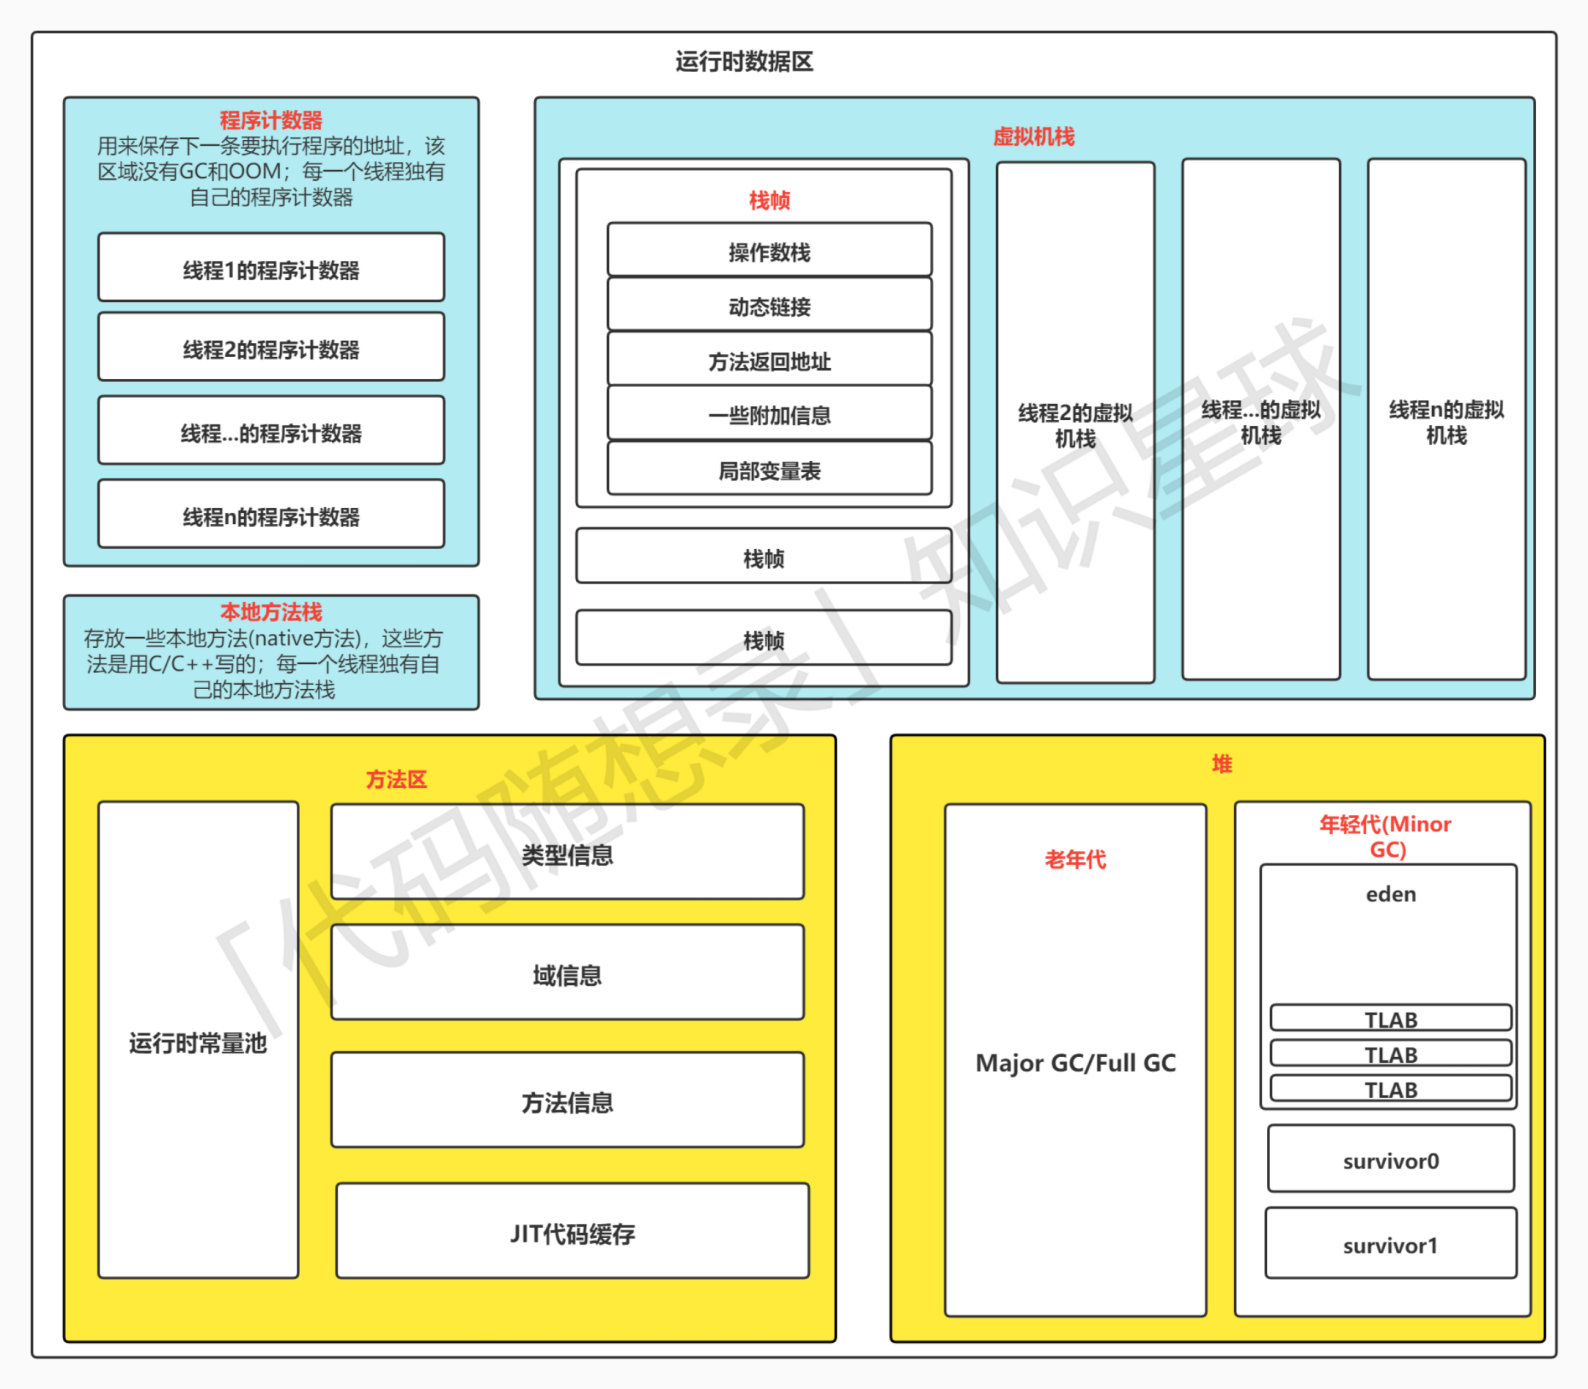 运行时数据区
程序计数器
用来保存下一条要执行程序的地址，该
区域没有GC和OOM；每一个线程独有
自己的程序计数器
线程1的程序计数器
线程2的程序计数器
线程...的程序计数器
线程n的程序计数器
本地方法栈
存放一些本地方法(native方法)，这些方
法是用C/C++写的；每一个线程独有自
己的本地方法栈
虚拟机栈
栈帧
操作数栈
动态链接
方法返回地址
一些附加信息
局部变量表
栈帧
栈帧
线程2的虚拟
机栈
线程...的虚拟
机栈
线程n的虚拟
机栈
方法区
运行时常量池
类型信息
域信息
方法信息
JIT代码缓存
堆
老年代
Major GC/Full GC
年轻代(Minor
GC)
eden
TLAB
TLAB
TLAB
survivor0
survivor1
「代码随想录」知识星球